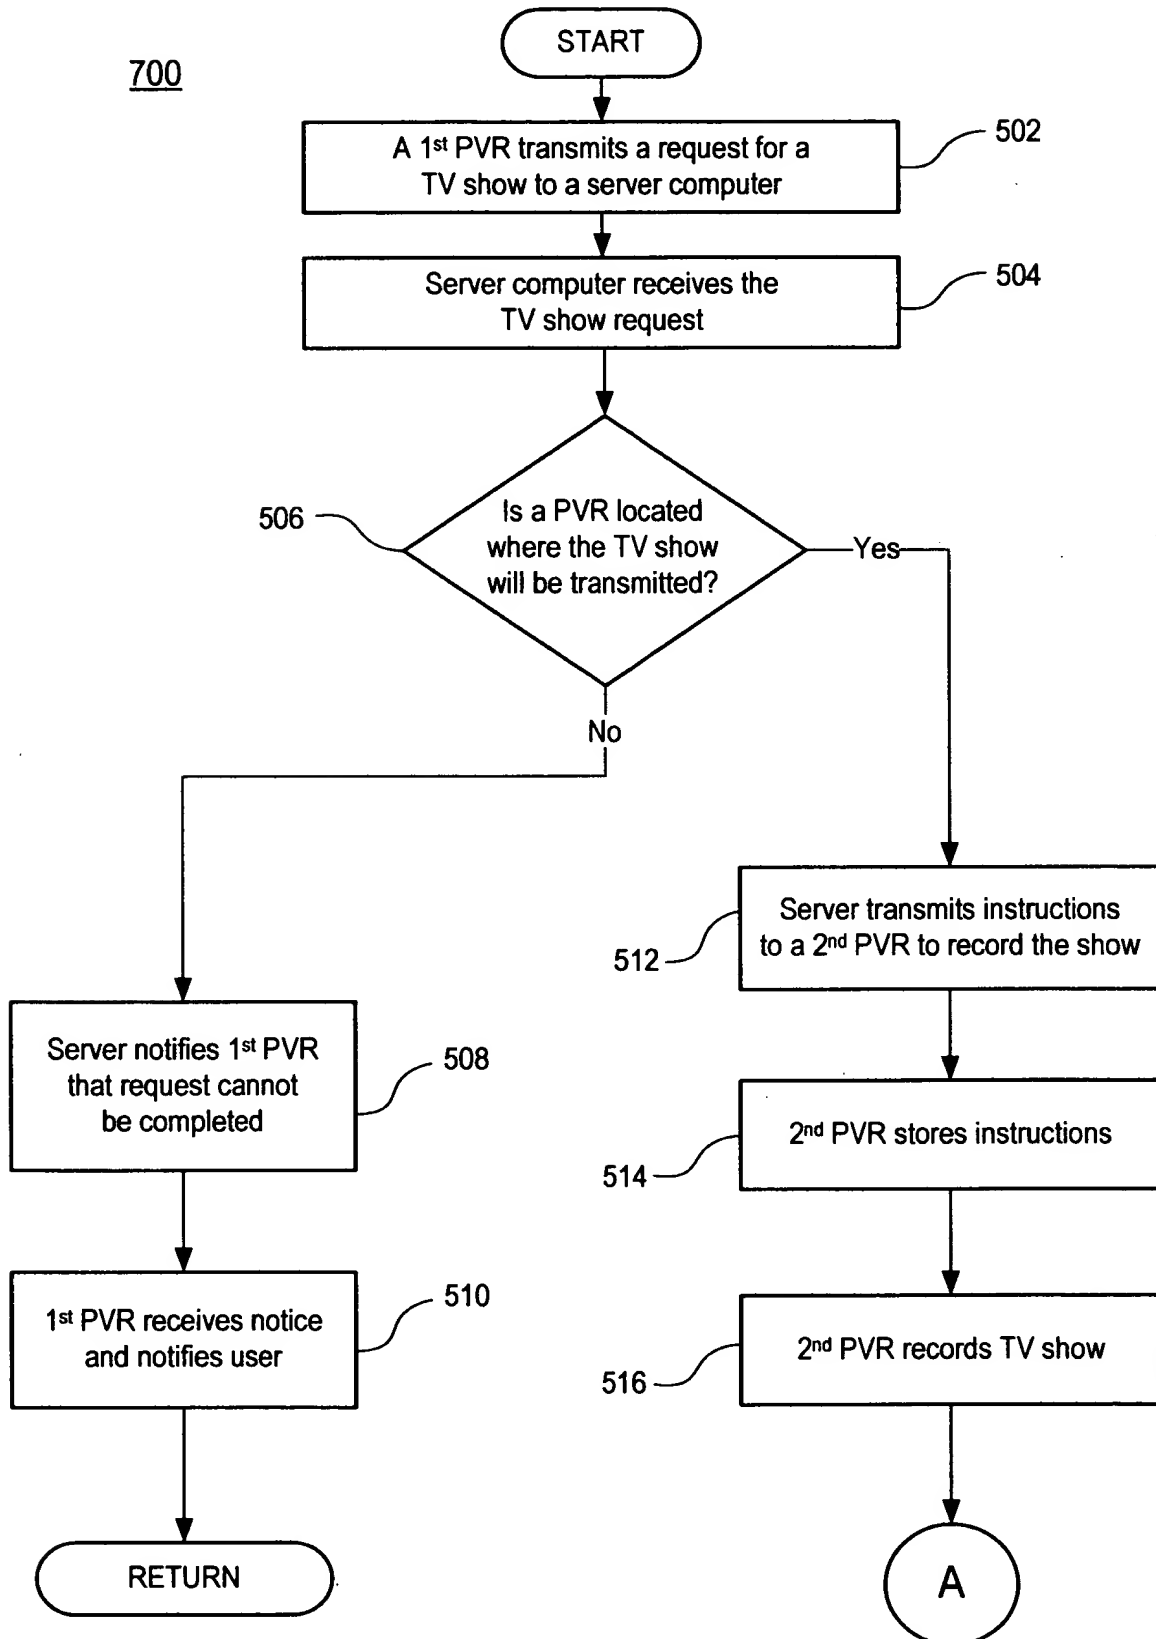 START
700
A 1st PVR transmits a request for a
TV show to a server computer
502
Server computer receives the
TV show request
504
Is a PVR located
where the TV show
will be transmitted?
506
Yes
No
Server transmits instructions
to a 2nd PVR to record the show
512
Server notifies 1st PVR
that request cannot
be completed
508
2nd PVR stores instructions
514
1st PVR receives notice
and notifies user
510
2nd PVR records TV show
516
RETURN
A